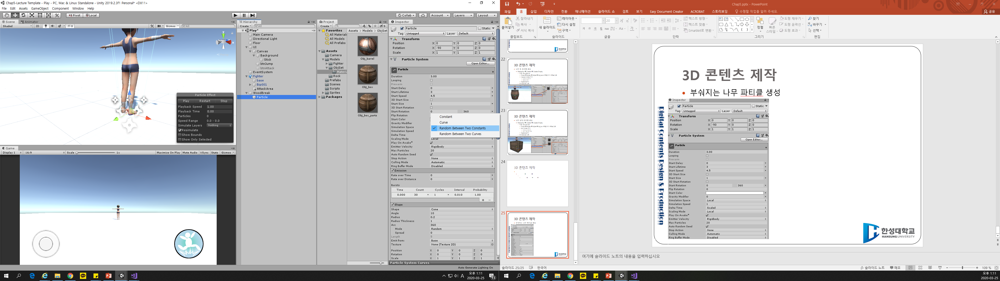 Chap5-Lecture Template - Play - PC, Mac & Linux Standalone - Unity 2019.2.3f1 Personal* <DX11>
File Edit Assets GameObject Component Window Help
Pivot Local
Collab Account Layers Layout
Scene Animator
Shaded 2D 0 Gizmos All
Particle Effect
Play Restart Stop
Playback Speed 1.00
Playback Time 0.00
Particles 0
Speed Range 0.0 - 0.0
Simulate Layers Nothing
Resimulate
Show Bounds
Show Only Selected
Game
Display 1 16:9 Scale 1x Maximize On Play Mute Audio VSync Stats Gizmos
Hierarchy
Create All
Play*
Main Camera
Directional Light
Floor
UI
Canvas
Background
Stick
btnJump
btnAttack
EventSystem
Fighter
base
Bip001
AttackArea
WoodBreak
Particle
Project
Create 9
Favorites
All Materials
All Models
All Prefabs
Assets
Camera
Models
Fighter
ObjSet
Materia
Rock
Prefabs
Scenes
Scripts
Sprites
Packages
Assets Models ObjSet
Obj_barrel
Obj_box
Obj_box_parts
Inspector
Particle Static
Tag Untagged Layer Default
Transform
Position X 0 Y 0 Z 0
Rotation X -90 Y 0 Z 0
Scale X 1 Y 1 Z 1
Particle System
Open Editor...
Particle
Duration 3.00
Looping
Prewarm
Start Delay 0
Start Lifetime 3
Start Speed 4.5
3D Start Size
Start Size 1
3D Start Rotation
Start Rotation 0 360
Flip Rotation
Start Color
Gravity Modifier
Simulation Space
Simulation Speed
Delta Time
Constant
Curve
Random Between Two Constants
Random Between Two Curves
Scaling Mode Local
Play On Awake*
Emitter Velocity Rigidbody
Max Particles 20
Auto Random Seed
Stop Action None
Culling Mode Automatic
Ring Buffer Mode Disabled
Emission
Rate over Time 0
Rate over Distance 0
Bursts
Time Count Cycles Interval Probability
0.000 30 1 0.010 1.00
Shape
Shape Cone
Angle 10
Radius 0.2
Radius Thickness 1
Arc 360
Mode Random
Spread 0
Length 5
Emit from: Base
Texture None (Texture 2D)
Position X 0 Y 0 Z 0
Rotation X 0 Y 0 Z 0
Scale X 1 Y 1 Z 1
Particle System Curves
Auto Generate Lighting On
A 오후 1:11
2020-03-25
13
Chap5.pptx - PowerPoint
파일 홈 삽입 디자인 전환 애니메이션 슬라이드 쇼 검토 보기 Easy Document Creator ACROBAT 스토리보딩 수행할 작업을 알려 주세요. 공유
붙여넣기 잘라내기 복사 서식 복사 클립보드
새 슬라이드 레이아웃 다시 설정 구역 슬라이드
20 글꼴
텍스트 방향 텍스트 맞춤 SmartArt로 변환 단락
정렬 빠른 스타일 도형 채우기 도형 윤곽선 도형 효과 그리기
찾기 바꾸기 선택 편집
22
3D 콘텐츠 제작
23
3D 콘텐츠 제작
24
3D 콘텐츠 제작
25
3D 콘텐츠 제작
부숴지는 나무 파티클 생성
3D 콘텐츠 제작
부숴지는 나무 파티클 생성
Digital Contents Design & Production
Inspector
Particle Static
Tag Untagged Layer Default
Transform
Position X 0 Y 0 Z 0
Rotation X -90 Y 0 Z 0
Scale X 1 Y 1 Z 1
Particle System
Open Editor...
Particle
Duration 3.00
Looping
Prewarm
Start Delay 0
Start Lifetime 3
Start Speed 4.5
3D Start Size
Start Size 1
3D Start Rotation
Start Rotation 0 360
Flip Rotation 0
Start Color
Gravity Modifier 0
Simulation Space Local
Simulation Speed 1
Delta Time Scaled
Scaling Mode Local
Play On Awake*
Emitter Velocity Rigidbody
Max Particles 20
Auto Random Seed
Stop Action None
Culling Mode Automatic
Ring Buffer Mode Disabled
한성대학교
HANSUNG UNIVERSITY
여기에 슬라이드 노트의 내용을 입력하십시오
슬라이드 25/25 한국어 슬라이드 노트 메모 109 %
오후 1:11
2020-03-25